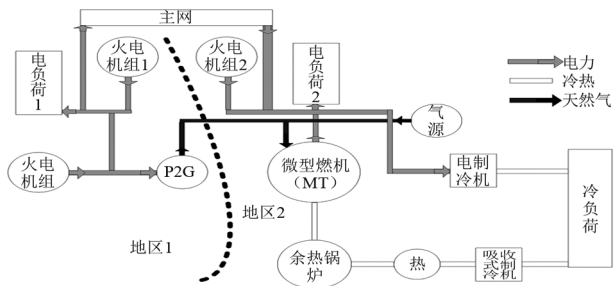 主网
火电
机组1
火电
机组2
电负荷
1
电负荷
2
气
源
电力
冷热
天然气
火电
机组
P2G
微型燃机
(MT)
电制
冷机
冷负荷
地区1
地区2
余热锅
炉
热
吸收
式制
冷机